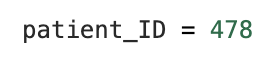 patient_ID = 478